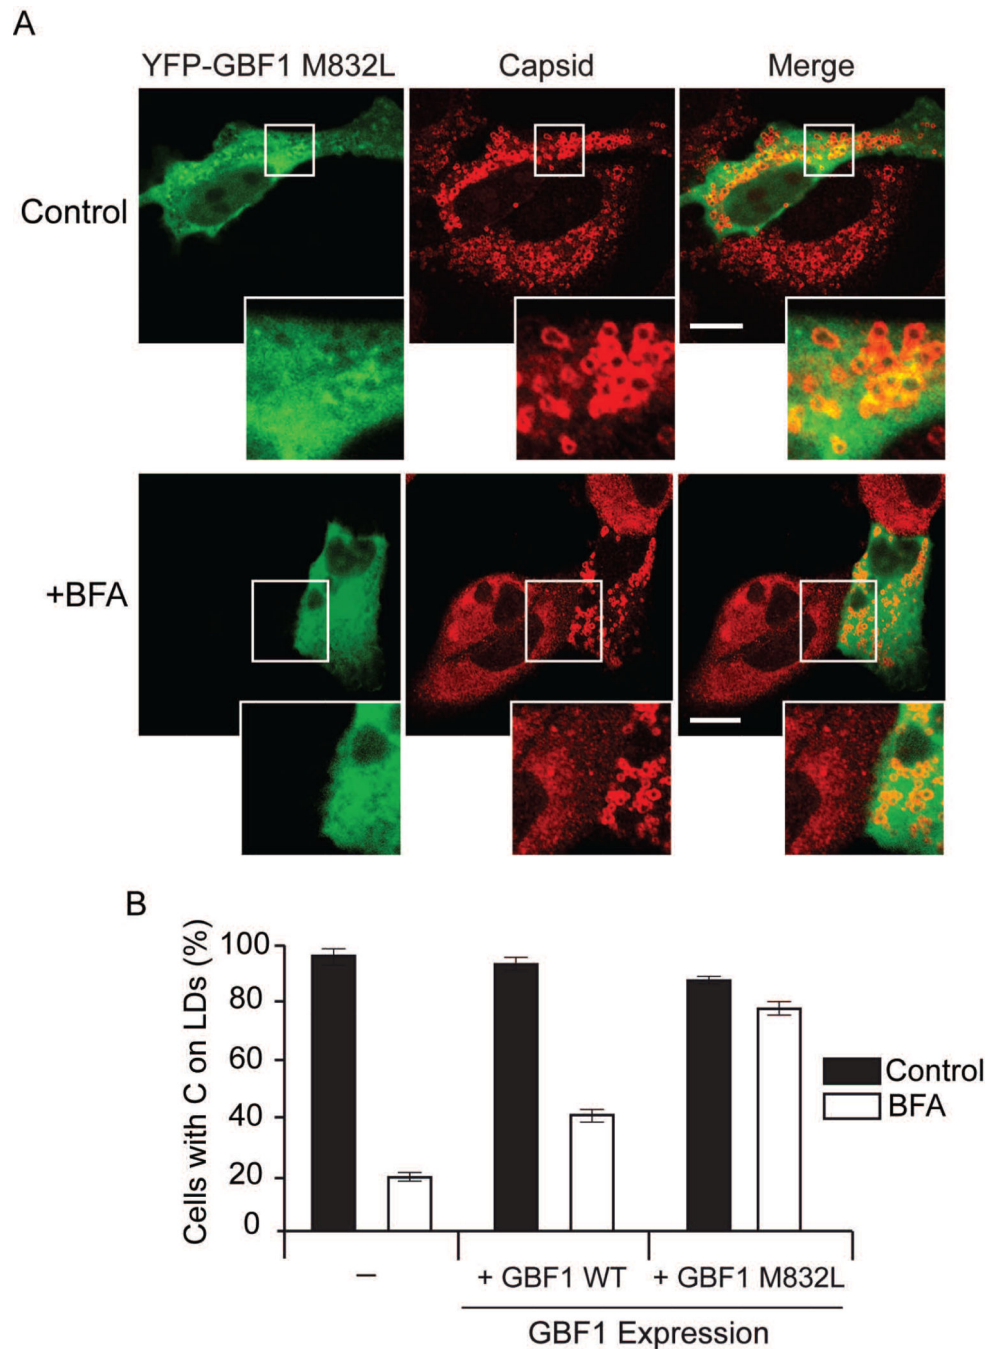 A
YFP-GBF1 M832L
Capsid
Merge
Control
+BFA
B
Cells with C on LDs (%)
100
80
60
40
20
0
Control
BFA
–
+ GBF1 WT
+ GBF1 M832L
GBF1 Expression